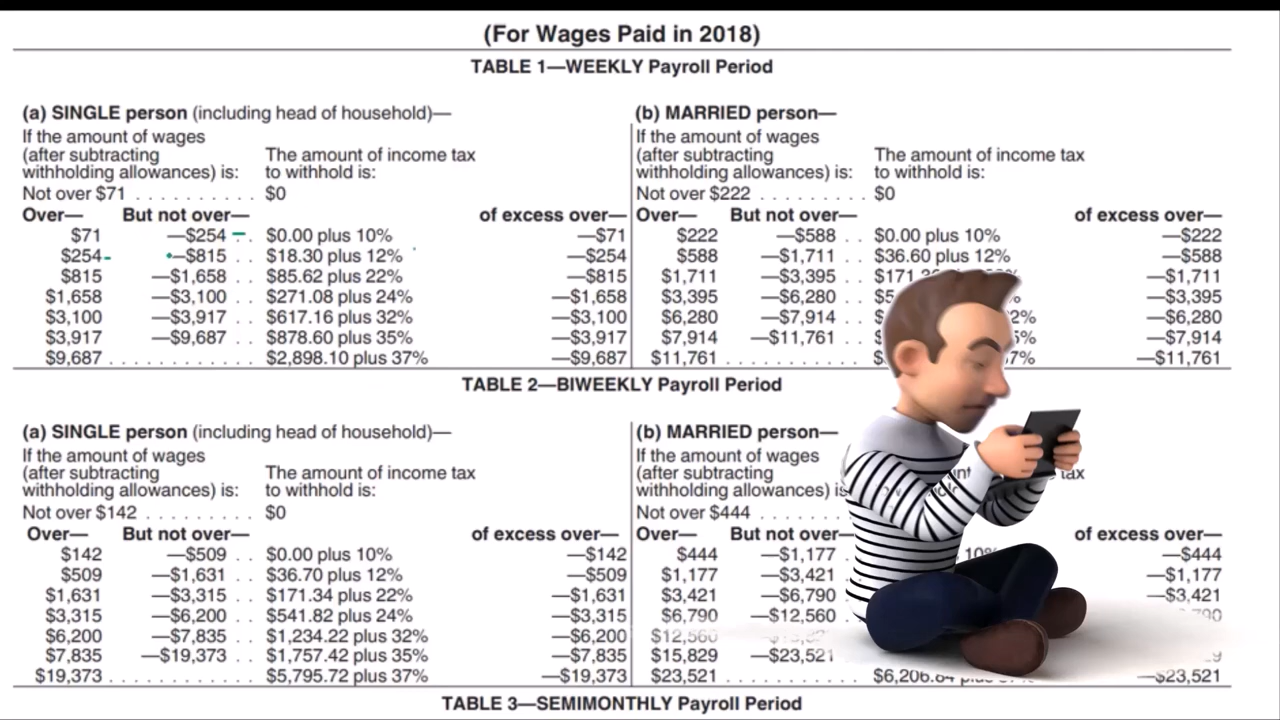 (For Wages Paid in 2018)
TABLE 1—WEEKLY Payroll Period
(a) SINGLE person (including head of household)—
If the amount of wages
(after subtracting The amount of income tax
withholding allowances) is: to withhold is:
Not over $71 . . . . . . . . . . $0
Over— But not over— of excess over—
$71 —$254 . . $0.00 plus 10% —$71
$254 —$815 . . $18.30 plus 12% —$254
$815 —$1,658 . . $85.62 plus 22% —$815
$1,658 —$3,100 . . $271.08 plus 24% —$1,658
$3,100 —$3,917 . . $617.16 plus 32% —$3,100
$3,917 —$9,687 . . $878.60 plus 35% —$3,917
$9,687 . . . . . . . . . . . . $2,898.10 plus 37% —$9,687
(b) MARRIED person—
If the amount of wages
(after subtracting The amount of income tax
withholding allowances) is: to withhold is:
Not over $222 . . . . . . . . . $0
Over— But not over— of excess over—
$222 —$588 . . $0.00 plus 10% —$222
$588 —$1,711 . . $36.60 plus 12% —$588
$1,711 —$3,395 . . —$1,711
$3,395 —$6,280 . . —$3,395
$6,280 —$7,914 . . —$6,280
$7,914 —$11,761 . . —$7,914
$11,761 . . . . . . . . . . . . —$11,761
TABLE 2—BIWEEKLY Payroll Period
(a) SINGLE person (including head of household)—
If the amount of wages
(after subtracting The amount of income tax
withholding allowances) is: to withhold is:
Not over $142 . . . . . . . . . $0
Over— But not over— of excess over—
$142 —$509 . . $0.00 plus 10% —$142
$509 —$1,631 . . $36.70 plus 12% —$509
$1,631 —$3,315 . . $171.34 plus 22% —$1,631
$3,315 —$6,200 . . $541.82 plus 24% —$3,315
$6,200 —$7,835 . . $1,234.22 plus 32% —$6,200
$7,835 —$19,373 . . $1,757.42 plus 35% —$7,835
$19,373 . . . . . . . . . . . . $5,795.72 plus 37% —$19,373
(b) MARRIED person—
If the amount of wages
(after subtracting tax
withholding allowances)
Not over $444 . . . . . . . .
Over— But not over— of excess over—
$444 —$1,177 . 10% —$444
$1,177 —$3,421 —$1,177
$3,421 —$6,790 —$3,421
$6,790 —$12,560
$12,560
$15,829 —$23,521
$23,521 . . . . . . . . . . . . —$23,521
TABLE 3—SEMIMONTHLY Payroll Period